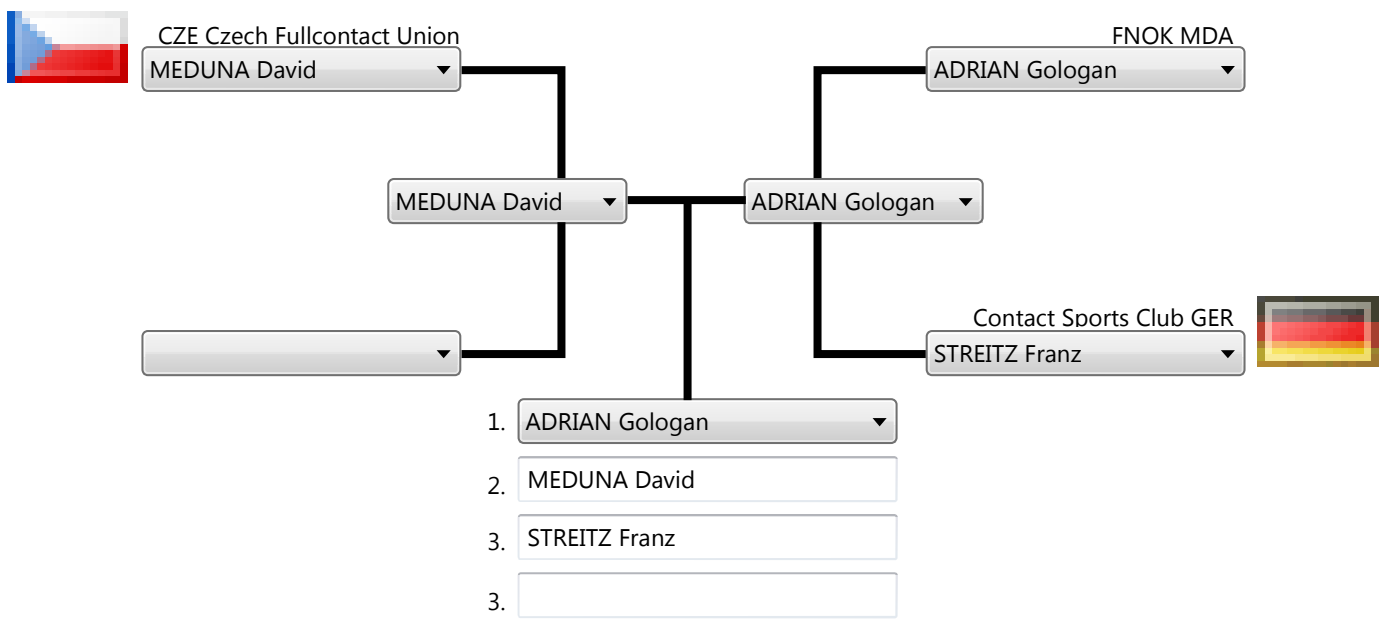 CZE Czech Fullcontact Union
MEDUNA David
FNOK MDA
ADRIAN Gologan
MEDUNA David
ADRIAN Gologan
Contact Sports Club GER
STREITZ Franz
1. ADRIAN Gologan
2. MEDUNA David
3. STREITZ Franz
3.